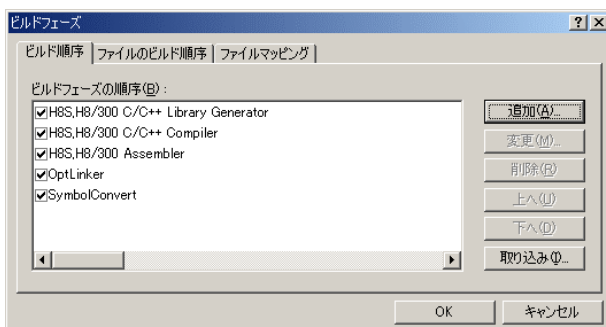 ビルドフェーズ
ビルド順序 ファイルのビルド順序 ファイルマッピング
ビルドフェーズの順序(B) :
H8S,H8/300 C/C++ Library Generator
H8S,H8/300 C/C++ Compiler
H8S,H8/300 Assembler
OptLinker
SymbolConvert
追加(A)...
変更(M)...
削除(R)
上へ(U)
下へ(D)
取り込み(I)...
OK キャンセル